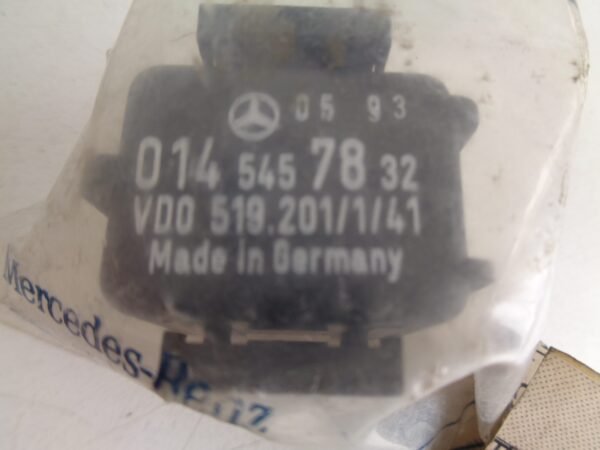 05 93
014 545 78 32
VDO 519.201/1/41
Made in Germany
Mercedes-Benz